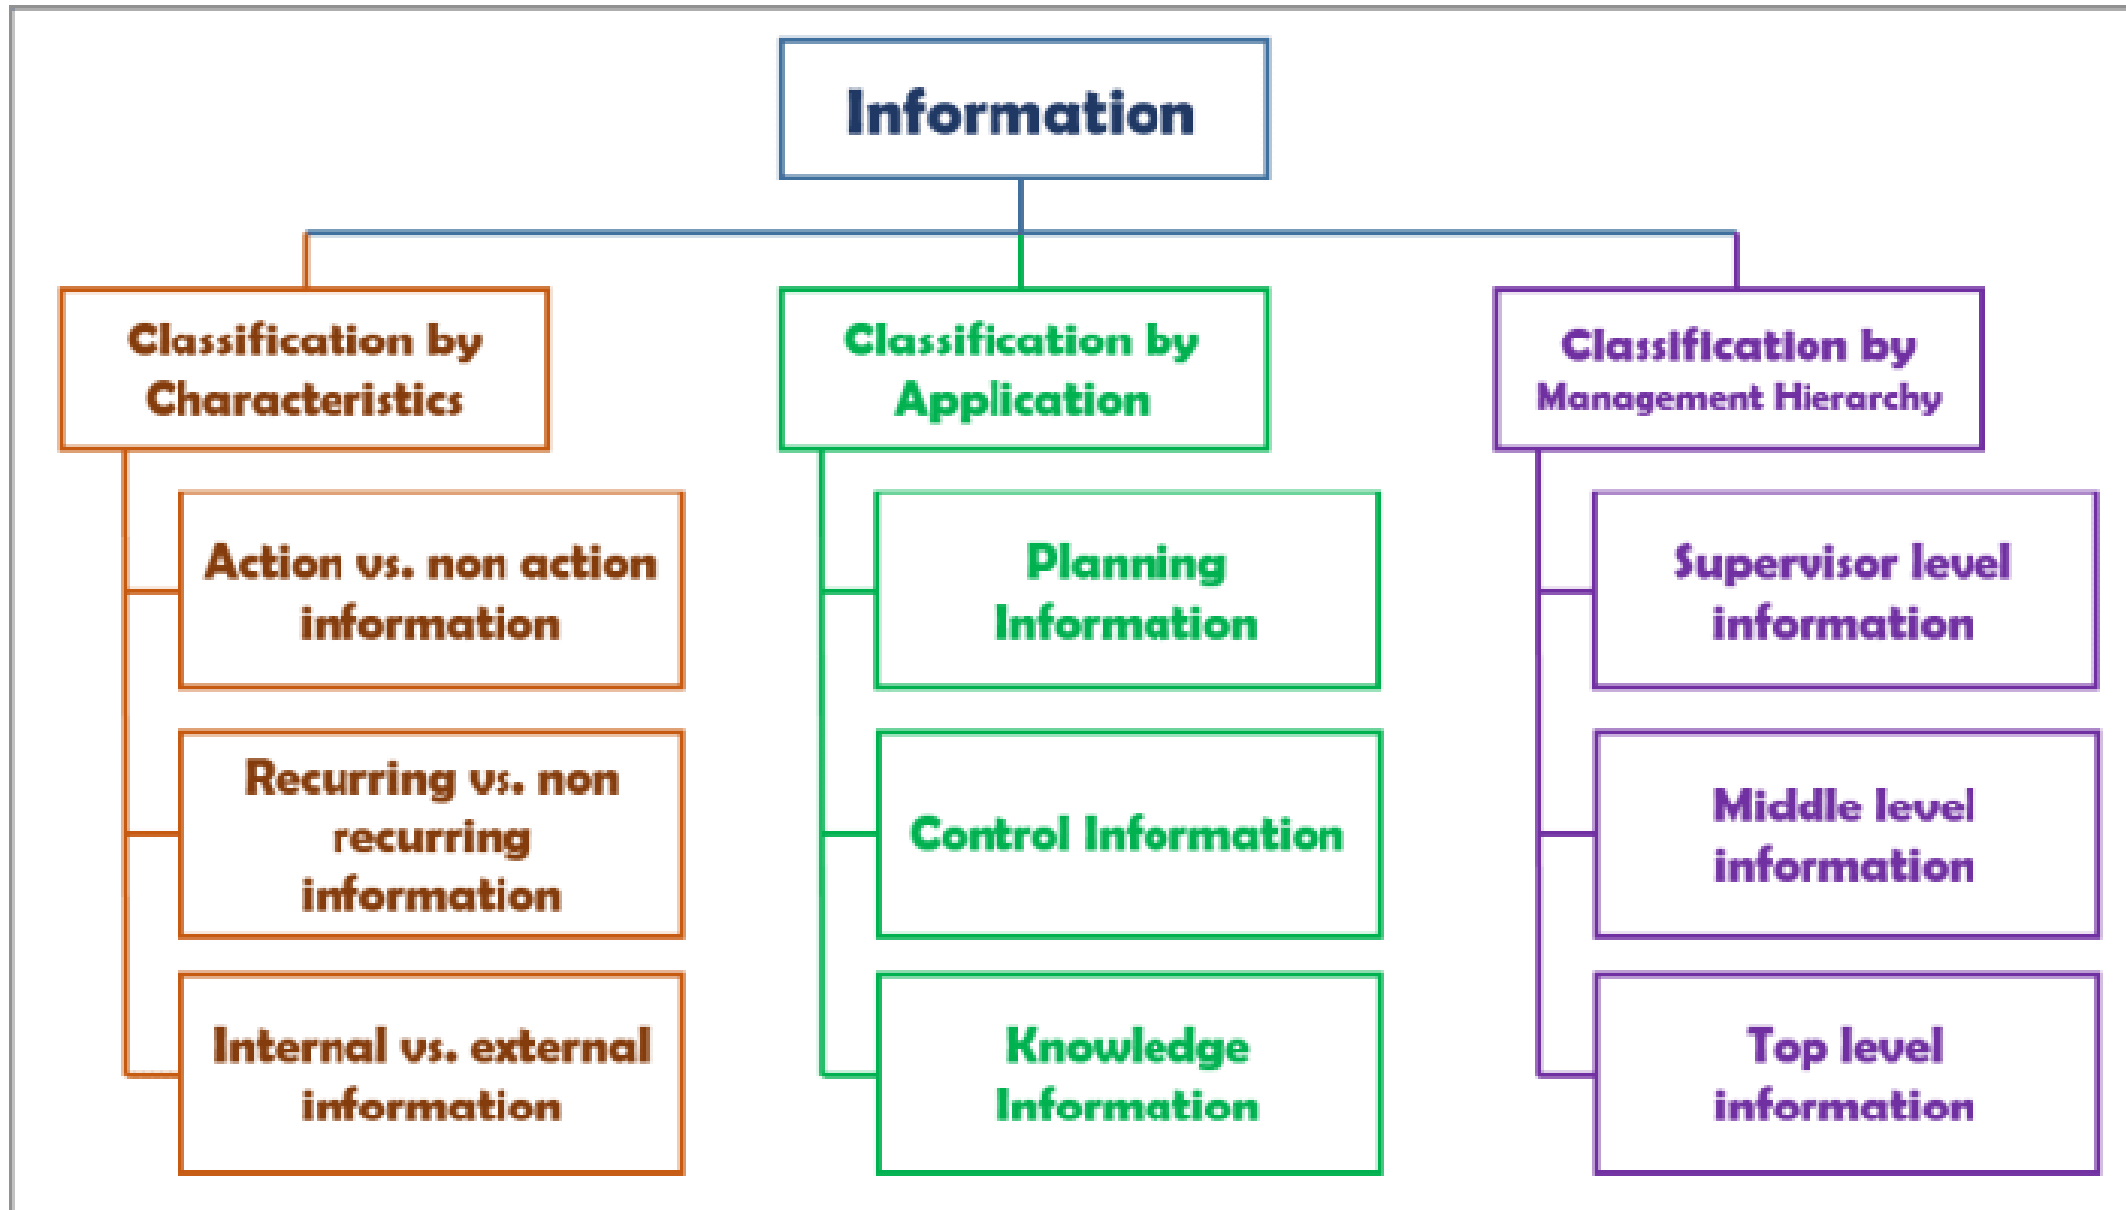 Information
Classification by
Characteristics
Action vs. non action
information
Recurring vs. non
recurring
information
Internal vs. external
information
Classification by
Application
Planning
Information
Control Information
Knowledge
Information
Classification by
Management Hierarchy
Supervisor level
information
Middle level
information
Top level
information